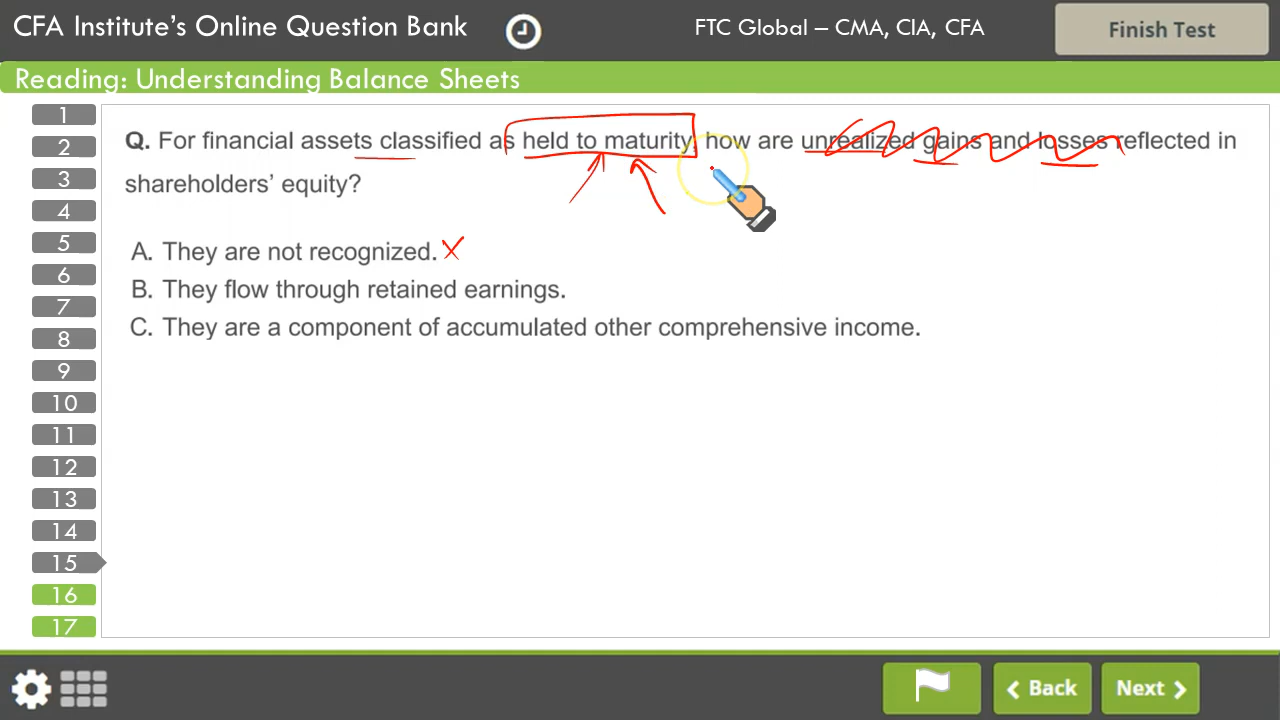 CFA Institute's Online Question Bank
FTC Global – CMA, CIA, CFA
Finish Test
Reading: Understanding Balance Sheets
1
2
3
4
5
6
7
8
9
10
11
12
13
14
15
16
17
Q. For financial assets classified as held to maturity, how are unrealized gains and losses reflected in
shareholders' equity?
A. They are not recognized. X
B. They flow through retained earnings.
C. They are a component of accumulated other comprehensive income.
Back
Next